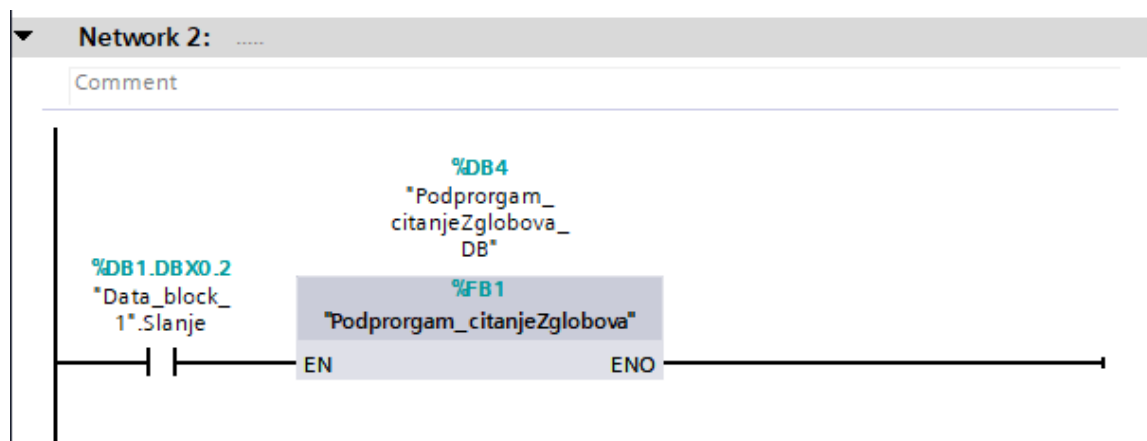 Network 2: .....
Comment
%DB4
"Podprorgam_
citanjeZglobova_
DB"
%DB1.DBX0.2
"Data_block_
1".Slanje
%FB1
"Podprorgam_citanjeZglobova"
EN
ENO